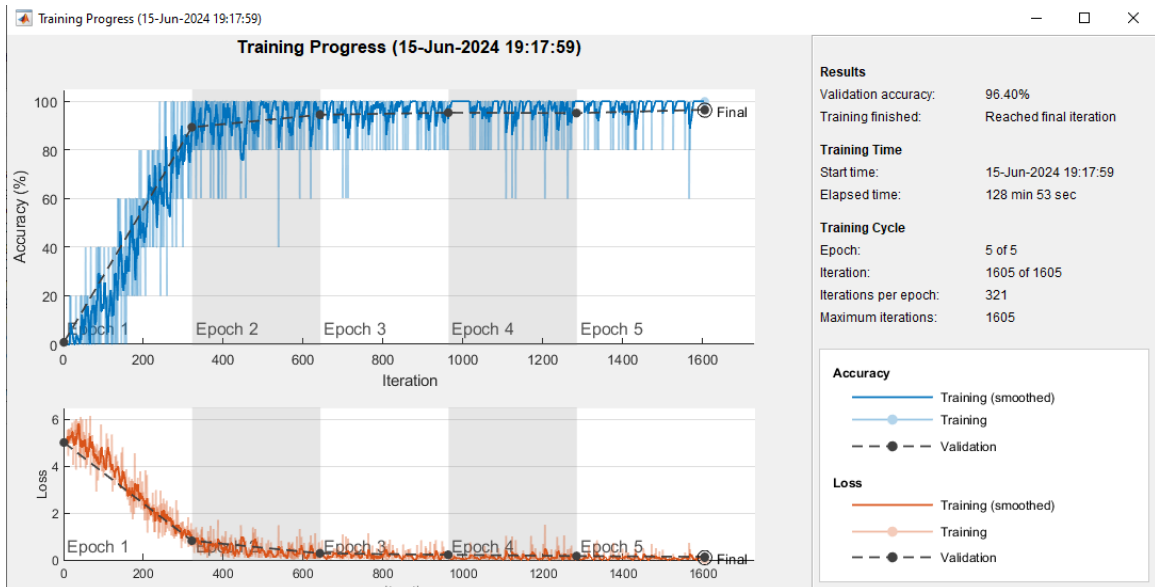 Training Progress (15-Jun-2024 19:17:59)
Training Progress (15-Jun-2024 19:17:59)
Accuracy (%)
100
80
60
40
20
0
Epoch 1
Epoch 2
Epoch 3
Epoch 4
Epoch 5
Final
0 200 400 600 800 1000 1200 1400 1600
Iteration
Loss
6
4
2
0
Epoch 1
Epoch 2
Epoch 3
Epoch 4
Epoch 5
Final
0 200 400 600 800 1000 1200 1400 1600
Results
Validation accuracy: 96.40%
Training finished: Reached final iteration
Training Time
Start time: 15-Jun-2024 19:17:59
Elapsed time: 128 min 53 sec
Training Cycle
Epoch: 5 of 5
Iteration: 1605 of 1605
Iterations per epoch: 321
Maximum iterations: 1605
Accuracy
Training (smoothed)
Training
Validation
Loss
Training (smoothed)
Training
Validation